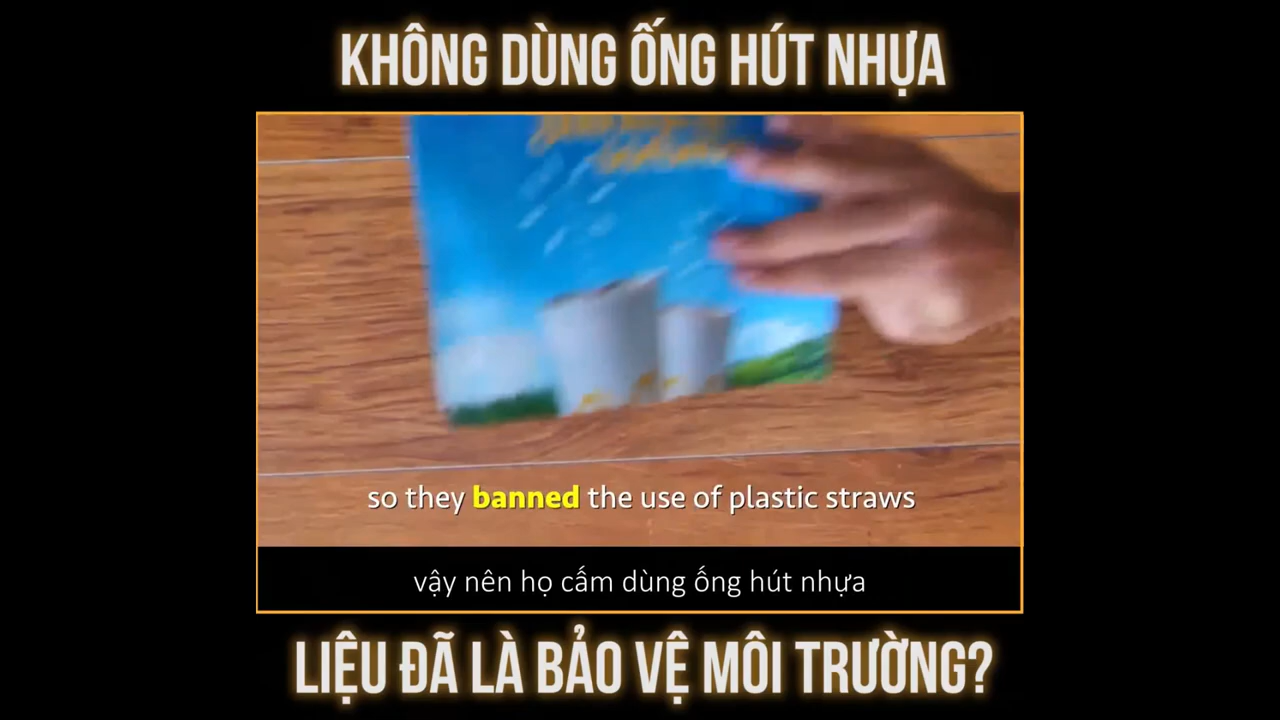 KHÔNG DÙNG ỐNG HÚT NHỰA
so they banned the use of plastic straws
vậy nên họ cấm dùng ống hút nhựa
LIỆU ĐÃ LÀ BẢO VỆ MÔI TRƯỜNG?